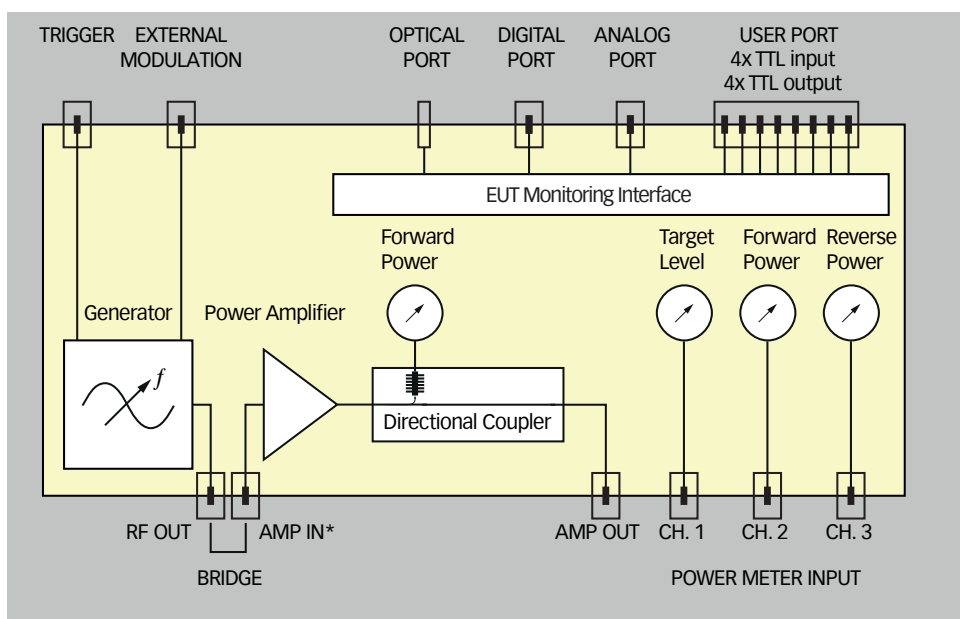 TRIGGER
EXTERNAL
MODULATION
OPTICAL
PORT
DIGITAL
PORT
ANALOG
PORT
USER PORT
4x TTL input
4x TTL output
EUT Monitoring Interface
Forward
Power
Target
Level
Forward
Power
Reverse
Power
Generator
Power Amplifier
f
Directional Coupler
RF OUT
AMP IN*
AMP OUT
CH. 1
CH. 2
CH. 3
BRIDGE
POWER METER INPUT